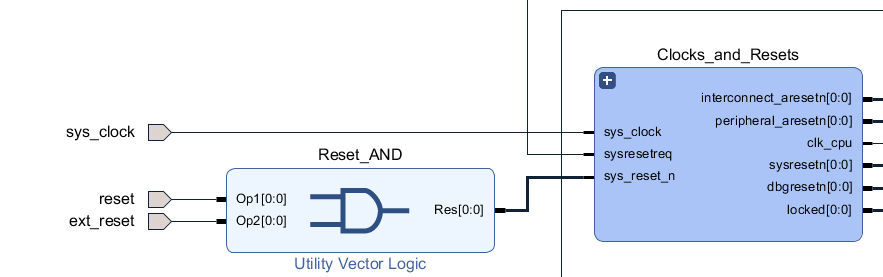 Clocks_and_Resets
interconnect_aresetn[0:0]
peripheral_aresetn[0:0]
sys_clock
sys_clock
clk_cpu
Reset_AND
sysresetreq
sysresetn[0:0]
sys_reset_n
dbgresetn[0:0]
reset
Op1[0:0]
Res[0:0]
locked[0:0]
ext_reset
Op2[0:0]
Utility Vector Logic